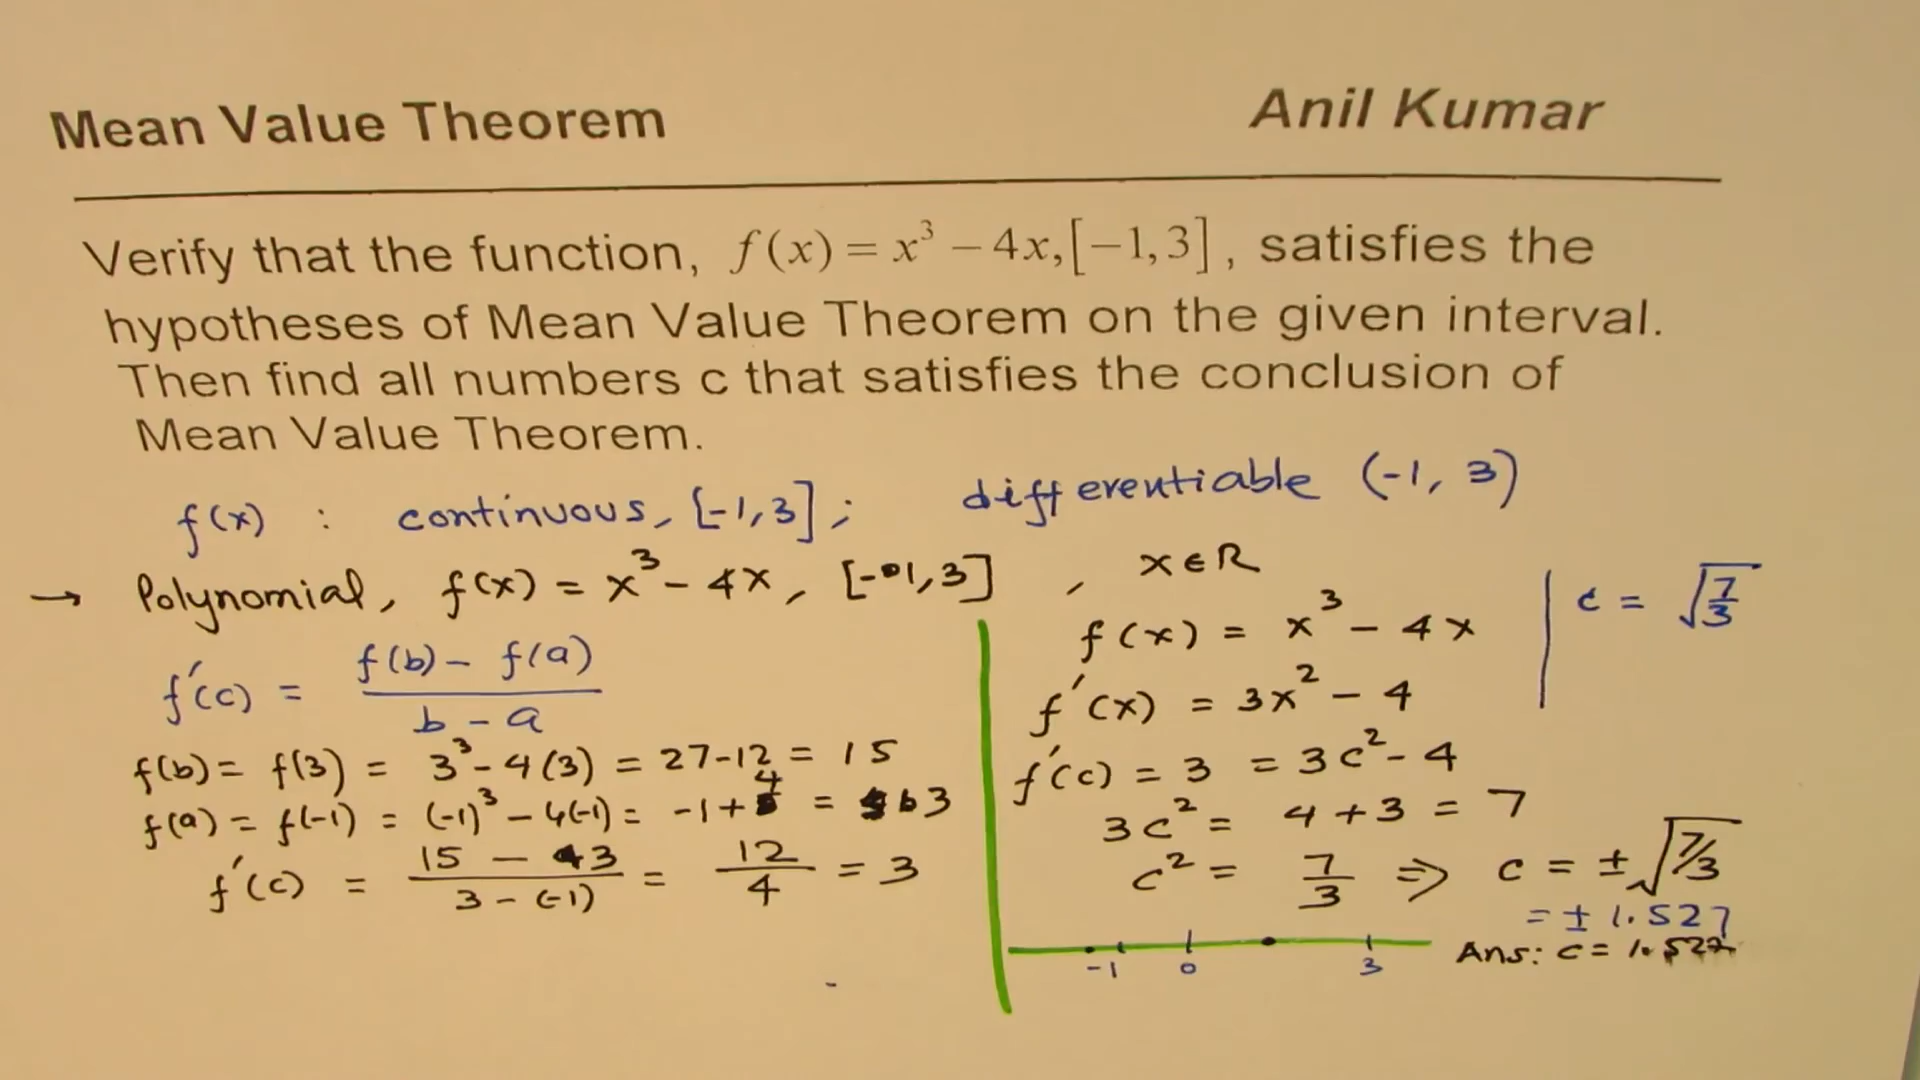 Mean Value Theorem
Anil Kumar
Verify that the function, f(x) = x³ − 4x, [−1, 3], satisfies the
hypotheses of Mean Value Theorem on the given interval.
Then find all numbers c that satisfies the conclusion of
Mean Value Theorem.
f(x) : continuous, [-1, 3] ; differentiable (-1, 3)
→ Polynomial, f(x) = x³ - 4x, [-1, 3] , x ∈ R
f'(c) = (f(b) - f(a)) / (b - a)
f(b) = f(3) = 3³ - 4(3) = 27 - 12 = 15
f(a) = f(-1) = (-1)³ - 4(-1) = -1 + 4 = 3
f'(c) = (15 - 3) / (3 - (-1)) = 12/4 = 3
f(x) = x³ - 4x
f'(x) = 3x² - 4
f'(c) = 3 = 3c² - 4
3c² = 4 + 3 = 7
c² = 7/3 ⇒ c = ± √(7/3)
= ± 1.527
-1 0 3
Ans: c = 1.527
c = √(7/3)